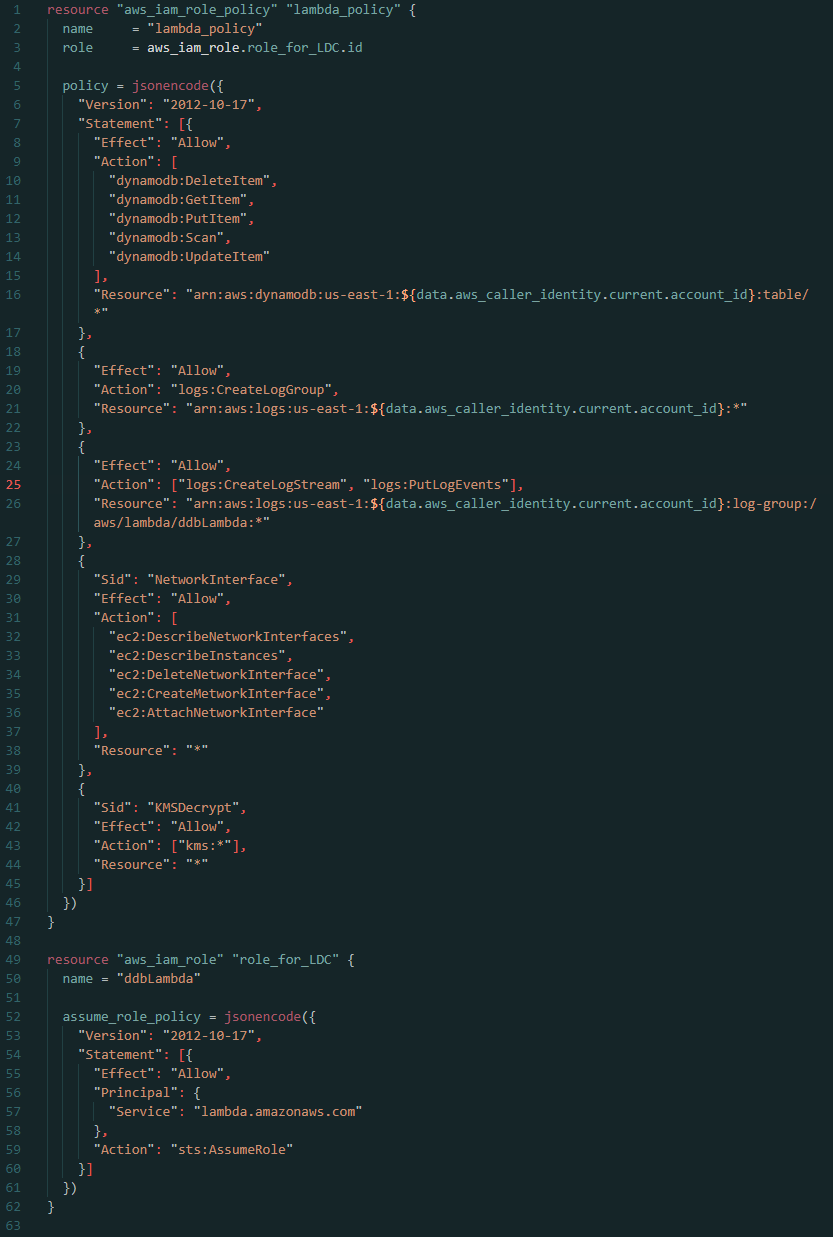 1 resource "aws_iam_role_policy" "lambda_policy" {
2   name     = "lambda_policy"
3   role     = aws_iam_role.role_for_LDC.id
4
5   policy = jsonencode({
6     "Version": "2012-10-17",
7     "Statement": [{
8       "Effect": "Allow",
9       "Action": [
10         "dynamodb:DeleteItem",
11         "dynamodb:GetItem",
12         "dynamodb:PutItem",
13         "dynamodb:Scan",
14         "dynamodb:UpdateItem"
15       ],
16       "Resource": "arn:aws:dynamodb:us-east-1:${data.aws_caller_identity.current.account_id}:table/
*"
17     },
18     {
19       "Effect": "Allow",
20       "Action": "logs:CreateLogGroup",
21       "Resource": "arn:aws:logs:us-east-1:${data.aws_caller_identity.current.account_id}:*"
22     },
23     {
24       "Effect": "Allow",
25       "Action": ["logs:CreateLogStream", "logs:PutLogEvents"],
26       "Resource": "arn:aws:logs:us-east-1:${data.aws_caller_identity.current.account_id}:log-group:/
aws/lambda/ddbLambda:*"
27     },
28     {
29       "Sid": "NetworkInterface",
30       "Effect": "Allow",
31       "Action": [
32         "ec2:DescribeNetworkInterfaces",
33         "ec2:DescribeInstances",
34         "ec2:DeleteNetworkInterface",
35         "ec2:CreateMetworkInterface",
36         "ec2:AttachNetworkInterface"
37       ],
38       "Resource": "*"
39     },
40     {
41       "Sid": "KMSDecrypt",
42       "Effect": "Allow",
43       "Action": ["kms:*"],
44       "Resource": "*"
45     }]
46   })
47 }
48
49 resource "aws_iam_role" "role_for_LDC" {
50   name = "ddbLambda"
51
52   assume_role_policy = jsonencode({
53     "Version": "2012-10-17",
54     "Statement": [{
55       "Effect": "Allow",
56       "Principal": {
57         "Service": "lambda.amazonaws.com"
58       },
59       "Action": "sts:AssumeRole"
60     }]
61   })
62 }
63